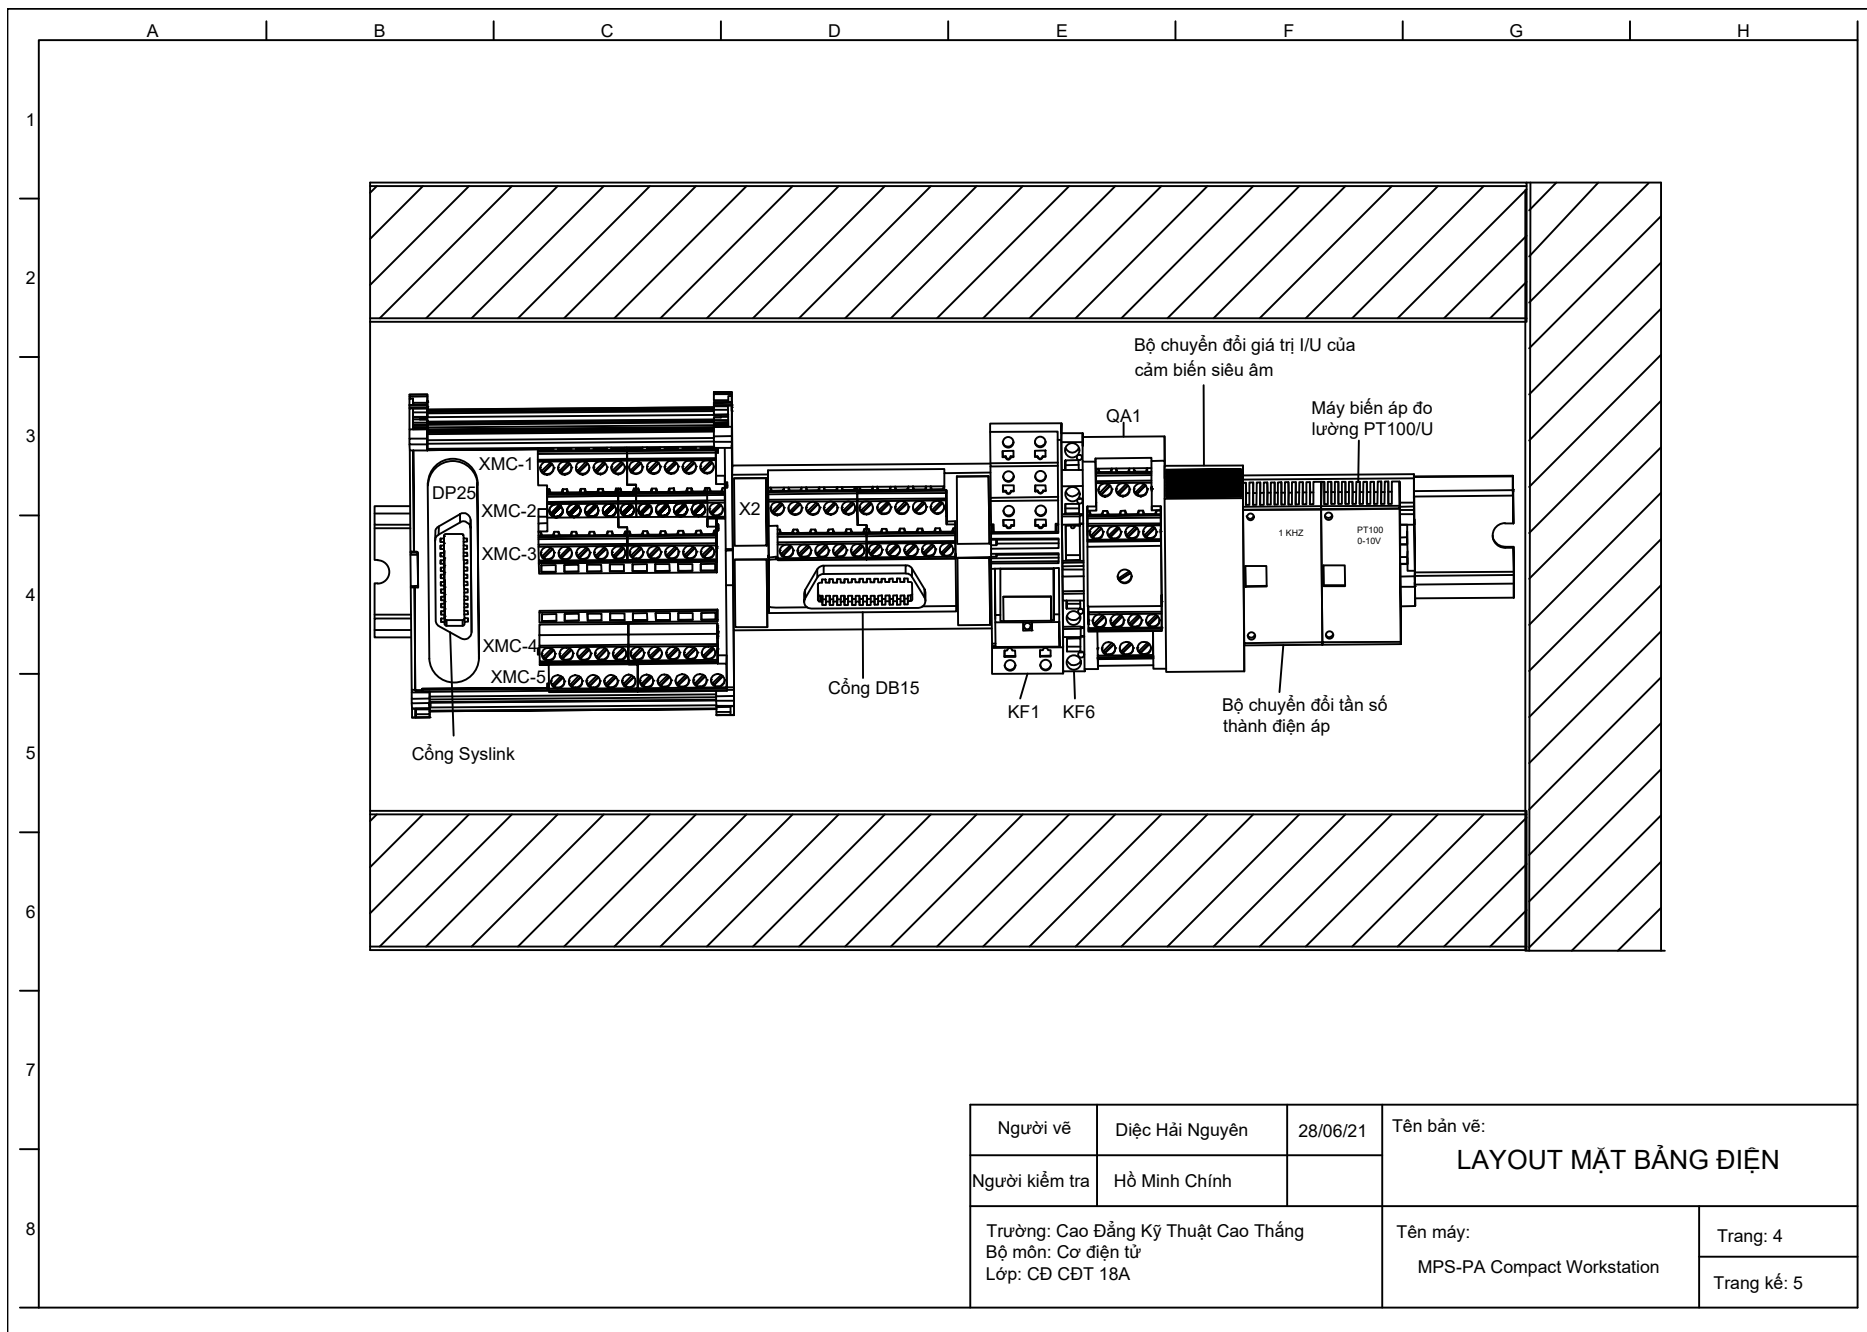 A B C D E F G H
1
2
3
4
5
6
7
8
Bộ chuyển đổi giá trị I/U của
cảm biến siêu âm
QA1
Máy biến áp đo
lường PT100/U
XMC-1
DP25
XMC-2
X2
XMC-3
1 KHZ
PT100
0-10V
XMC-4
XMC-5
Cổng DB15
KF1
KF6
Bộ chuyển đổi tần số
thành điện áp
Cổng Syslink
Người vẽ
Diệc Hải Nguyên
28/06/21
Tên bản vẽ:
LAYOUT MẶT BẢNG ĐIỆN
Người kiểm tra
Hồ Minh Chính
Trường: Cao Đẳng Kỹ Thuật Cao Thắng
Bộ môn: Cơ điện tử
Lớp: CĐ CĐT 18A
Tên máy:
MPS-PA Compact Workstation
Trang: 4
Trang kế: 5